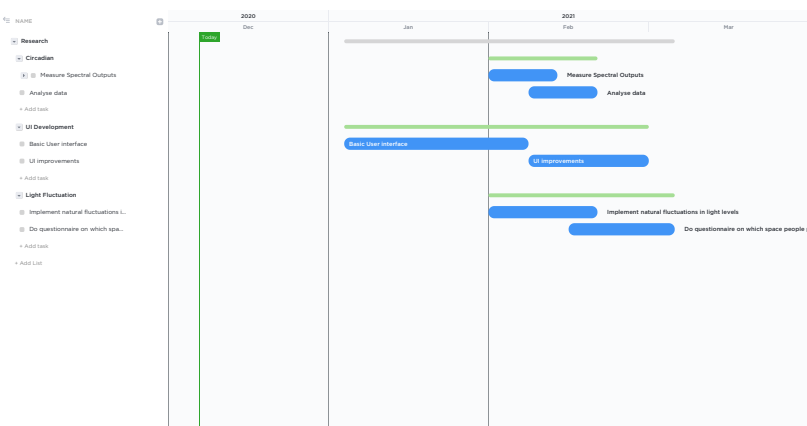 2020 2021
NAME Dec Jan Feb Mar
Today
Research
Circadian
Measure Spectral Outputs Measure Spectral Outputs
Analyse data Analyse data
+ Add task
UI Development
Basic User interface Basic User interface
UI improvements UI improvements
+ Add task
Light Fluctuation
Implement natural fluctuations i... Implement natural fluctuations in light levels
Do questionnaire on which spa... Do questionnaire on which space people
+ Add task
+ Add List